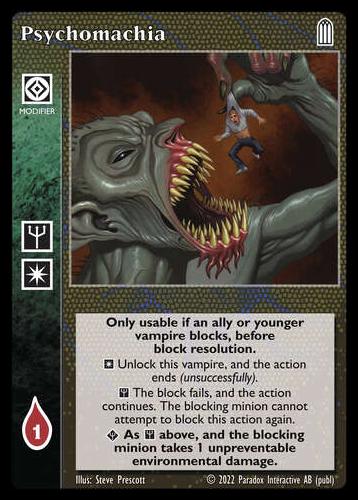 Psychomachia
MODIFIER
Only usable if an ally or younger
vampire blocks, before
block resolution.
Unlock this vampire, and the action
ends (unsuccessfully).
The block fails, and the action
continues. The blocking minion cannot
attempt to block this action again.
As above, and the blocking
minion takes 1 unpreventable
environmental damage.
1
Illus: Steve Prescott © 2022 Paradox Interactive AB (publ)